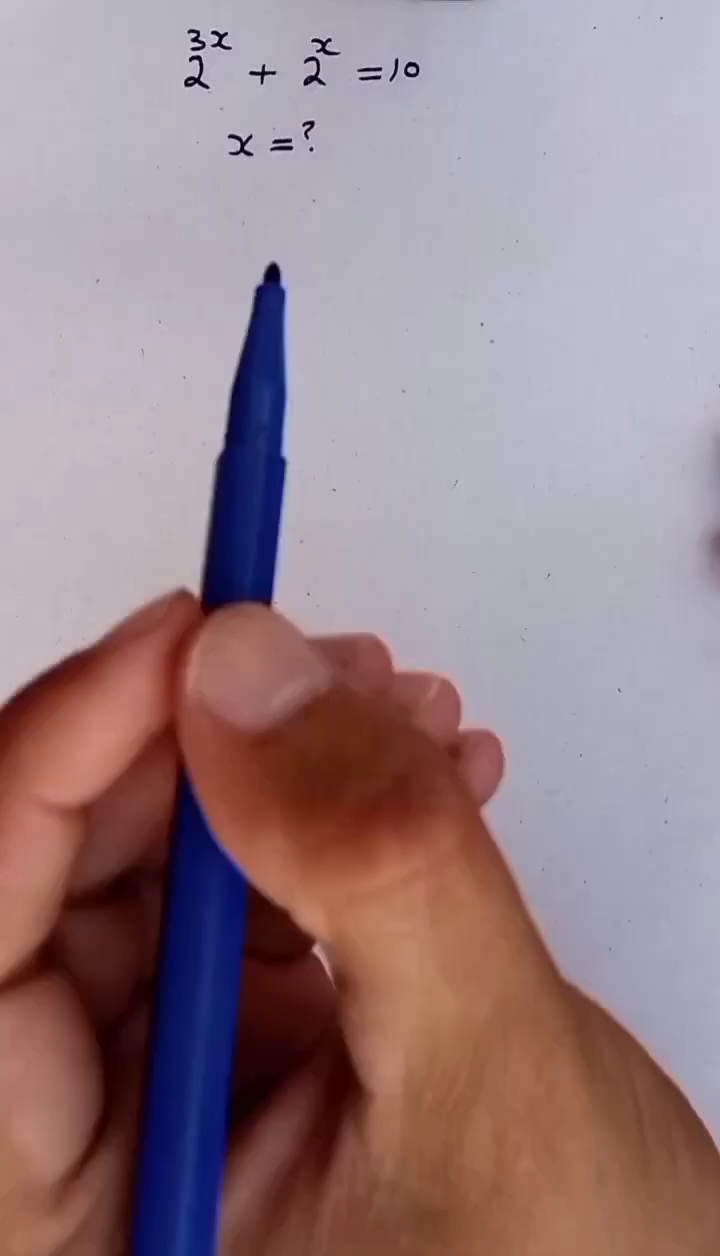 2^{3x} + 2^x = 10
x = ?